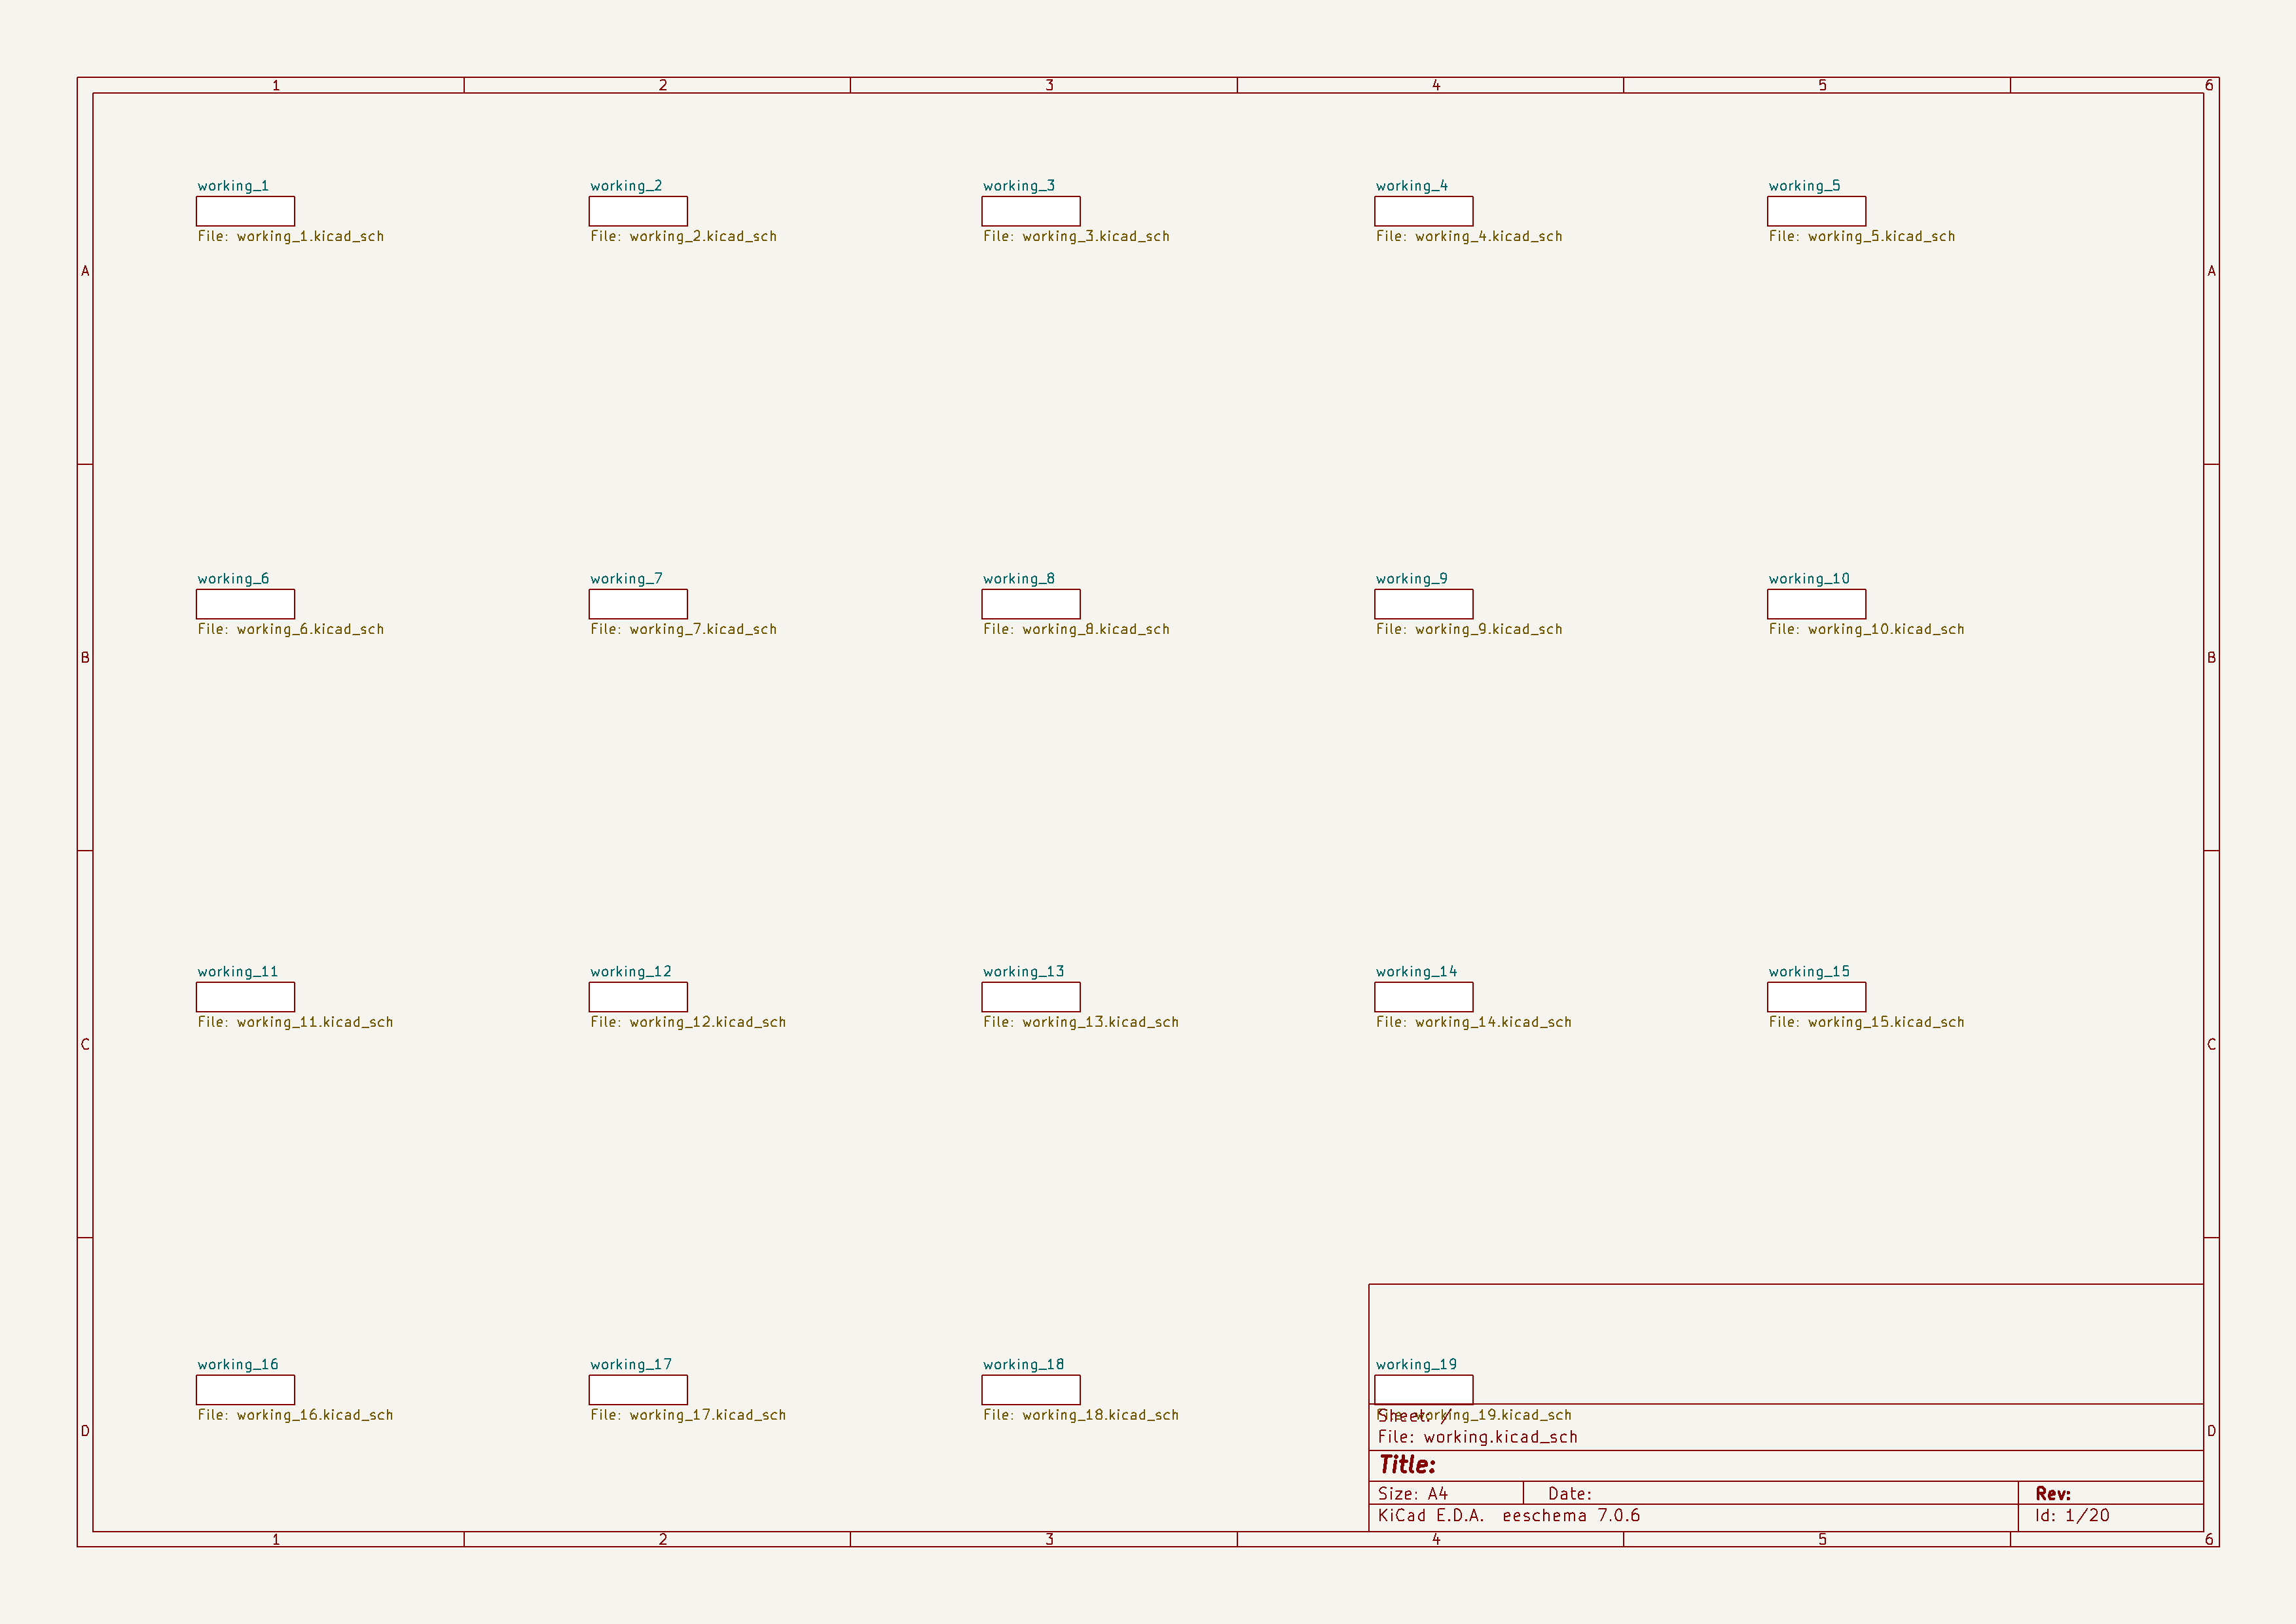 1 2 3 4 5 6
working_1 working_2 working_3 working_4 working_5
File: working_1.kicad_sch File: working_2.kicad_sch File: working_3.kicad_sch File: working_4.kicad_sch File: working_5.kicad_sch
A A
working_6 working_7 working_8 working_9 working_10
File: working_6.kicad_sch File: working_7.kicad_sch File: working_8.kicad_sch File: working_9.kicad_sch File: working_10.kicad_sch
B B
working_11 working_12 working_13 working_14 working_15
File: working_11.kicad_sch File: working_12.kicad_sch File: working_13.kicad_sch File: working_14.kicad_sch File: working_15.kicad_sch
C C
working_16 working_17 working_18 working_19
File: working_16.kicad_sch File: working_17.kicad_sch File: working_18.kicad_sch File: working_19.kicad_sch
Sheet: /
D D
File: working.kicad_sch
Title:
Size: A4 Date: Rev:
KiCad E.D.A. eeschema 7.0.6 Id: 1/20
1 2 3 4 5 6